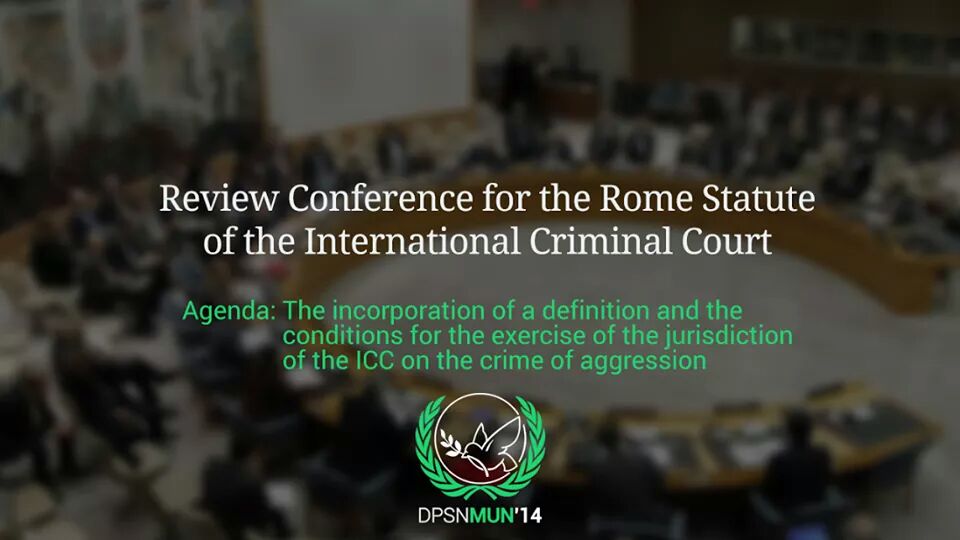 Review Conference for the Rome Statute
of the International Criminal Court
Agenda: The incorporation of a definition and the
conditions for the exercise of the jurisdiction
of the ICC on the crime of aggression
DPSNMUN'14